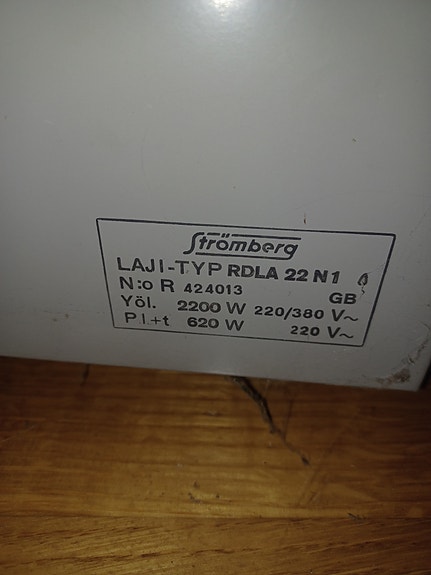 Strömberg
LAJI-TYP RDLA 22 N1
N:o R 424013 GB
Yöl. 2200 W 220/380 V~
P.l.+t 620 W 220 V~